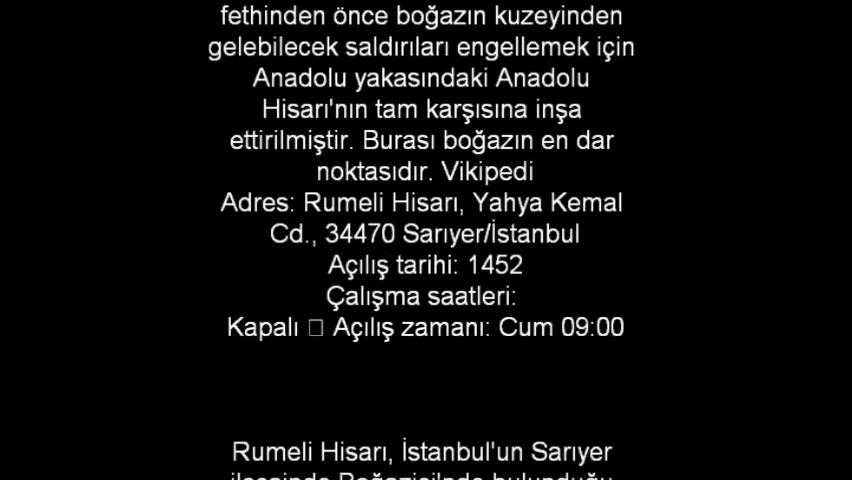 fethinden önce boğazın kuzeyinden
gelebilecek saldırıları engellemek için
Anadolu yakasındaki Anadolu
Hisarı'nın tam karşısına inşa
ettirilmiştir. Burası boğazın en dar
noktasıdır. Vikipedi
Adres: Rumeli Hisarı, Yahya Kemal
Cd., 34470 Sarıyer/İstanbul
Açılış tarihi: 1452
Çalışma saatleri:
Kapalı ⋅ Açılış zamanı: Cum 09:00
Rumeli Hisarı, İstanbul'un Sarıyer